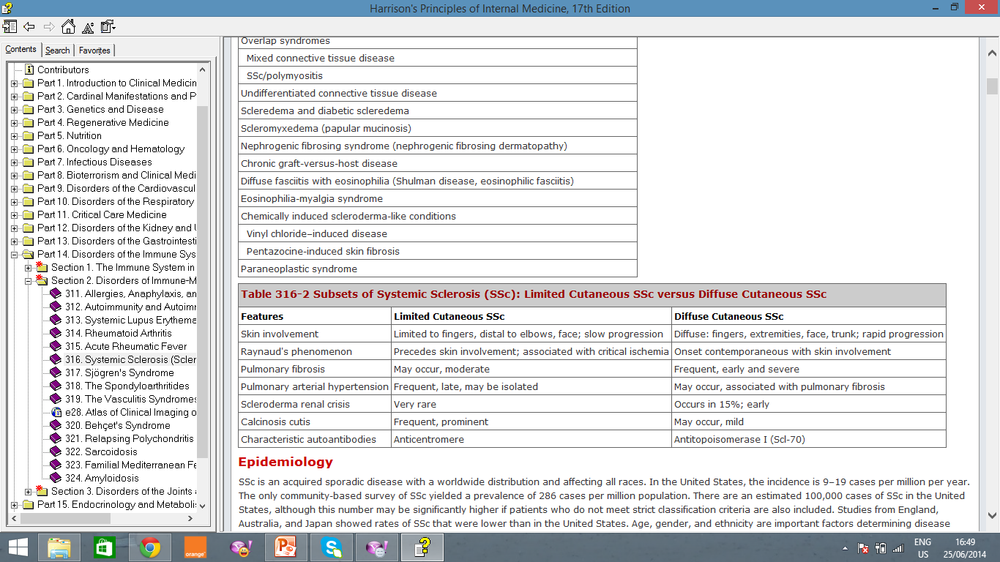 Harrison's Principles of Internal Medicine, 17th Edition
Contents Search Favorites
Contributors
Part 1. Introduction to Clinical Medicin
Part 2. Cardinal Manifestations and P
Part 3. Genetics and Disease
Part 4. Regenerative Medicine
Part 5. Nutrition
Part 6. Oncology and Hematology
Part 7. Infectious Diseases
Part 8. Bioterrorism and Clinical Medi
Part 9. Disorders of the Cardiovascul
Part 10. Disorders of the Respiratory
Part 11. Critical Care Medicine
Part 12. Disorders of the Kidney and U
Part 13. Disorders of the Gastrointesti
Part 14. Disorders of the Immune Sys
Section 1. The Immune System in
Section 2. Disorders of Immune-M
311. Allergies, Anaphylaxis, an
312. Autoimmunity and Autoimm
313. Systemic Lupus Erythema
314. Rheumatoid Arthritis
315. Acute Rheumatic Fever
316. Systemic Sclerosis (Scler
317. Sjögren's Syndrome
318. The Spondyloarthritides
319. The Vasculitis Syndromes
e28. Atlas of Clinical Imaging o
320. Behçet's Syndrome
321. Relapsing Polychondritis
322. Sarcoidosis
323. Familial Mediterranean Fe
324. Amyloidosis
Section 3. Disorders of the Joints a
Part 15. Endocrinology and Metaboli
Overlap syndromes
Mixed connective tissue disease
SSc/polymyositis
Undifferentiated connective tissue disease
Scleredema and diabetic scleredema
Scleromyxedema (papular mucinosis)
Nephrogenic fibrosing syndrome (nephrogenic fibrosing dermatopathy)
Chronic graft-versus-host disease
Diffuse fasciitis with eosinophilia (Shulman disease, eosinophilic fasciitis)
Eosinophilia-myalgia syndrome
Chemically induced scleroderma-like conditions
Vinyl chloride–induced disease
Pentazocine-induced skin fibrosis
Paraneoplastic syndrome
Table 316-2 Subsets of Systemic Sclerosis (SSc): Limited Cutaneous SSc versus Diffuse Cutaneous SSc
Features Limited Cutaneous SSc Diffuse Cutaneous SSc
Skin involvement Limited to fingers, distal to elbows, face; slow progression Diffuse: fingers, extremities, face, trunk; rapid progression
Raynaud's phenomenon Precedes skin involvement; associated with critical ischemia Onset contemporaneous with skin involvement
Pulmonary fibrosis May occur, moderate Frequent, early and severe
Pulmonary arterial hypertension Frequent, late, may be isolated May occur, associated with pulmonary fibrosis
Scleroderma renal crisis Very rare Occurs in 15%; early
Calcinosis cutis Frequent, prominent May occur, mild
Characteristic autoantibodies Anticentromere Antitopoisomerase I (Scl-70)
Epidemiology
SSc is an acquired sporadic disease with a worldwide distribution and affecting all races. In the United States, the incidence is 9–19 cases per million per year.
The only community-based survey of SSc yielded a prevalence of 286 cases per million population. There are an estimated 100,000 cases of SSc in the United
States, although this number may be significantly higher if patients who do not meet strict classification criteria are also included. Studies from England,
Australia, and Japan showed rates of SSc that were lower than in the United States. Age, gender, and ethnicity are important factors determining disease
orange
ENG 16:49
US 25/06/2014